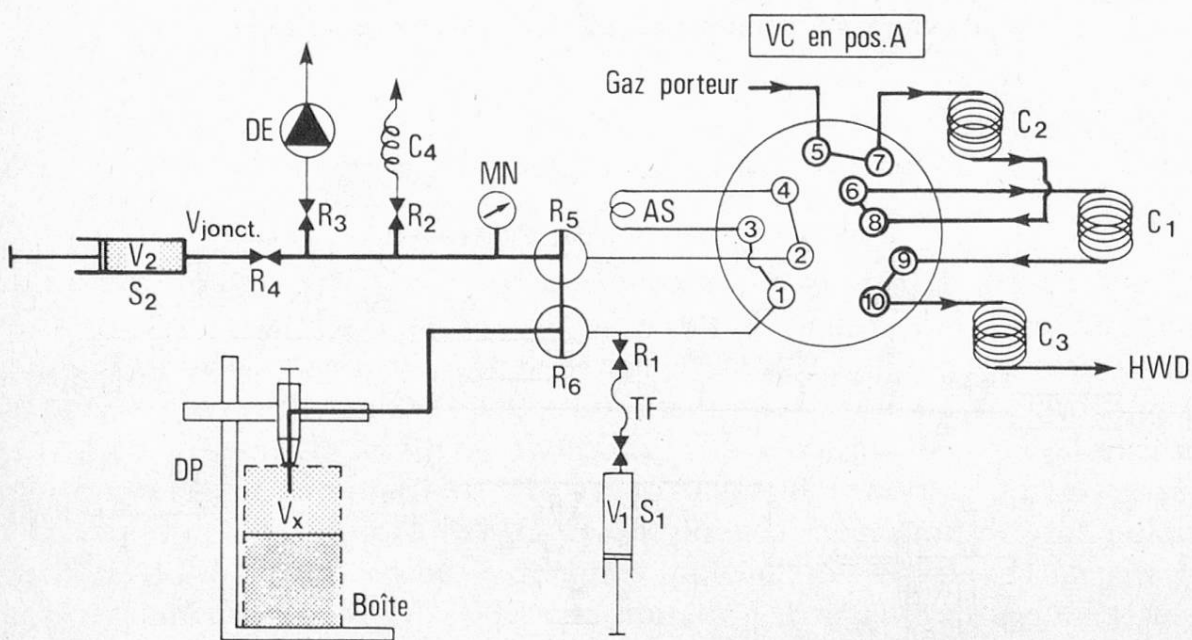 VC en pos.A
Gaz porteur
DE
C4
MN
R5
AS
5
7
C2
4
6
3
8
C1
R3
R2
Vjonct.
V2
R4
S2
2
9
1
10
C3
HWD
R6
R1
TF
DP
Vx
V1
S1
Boîte